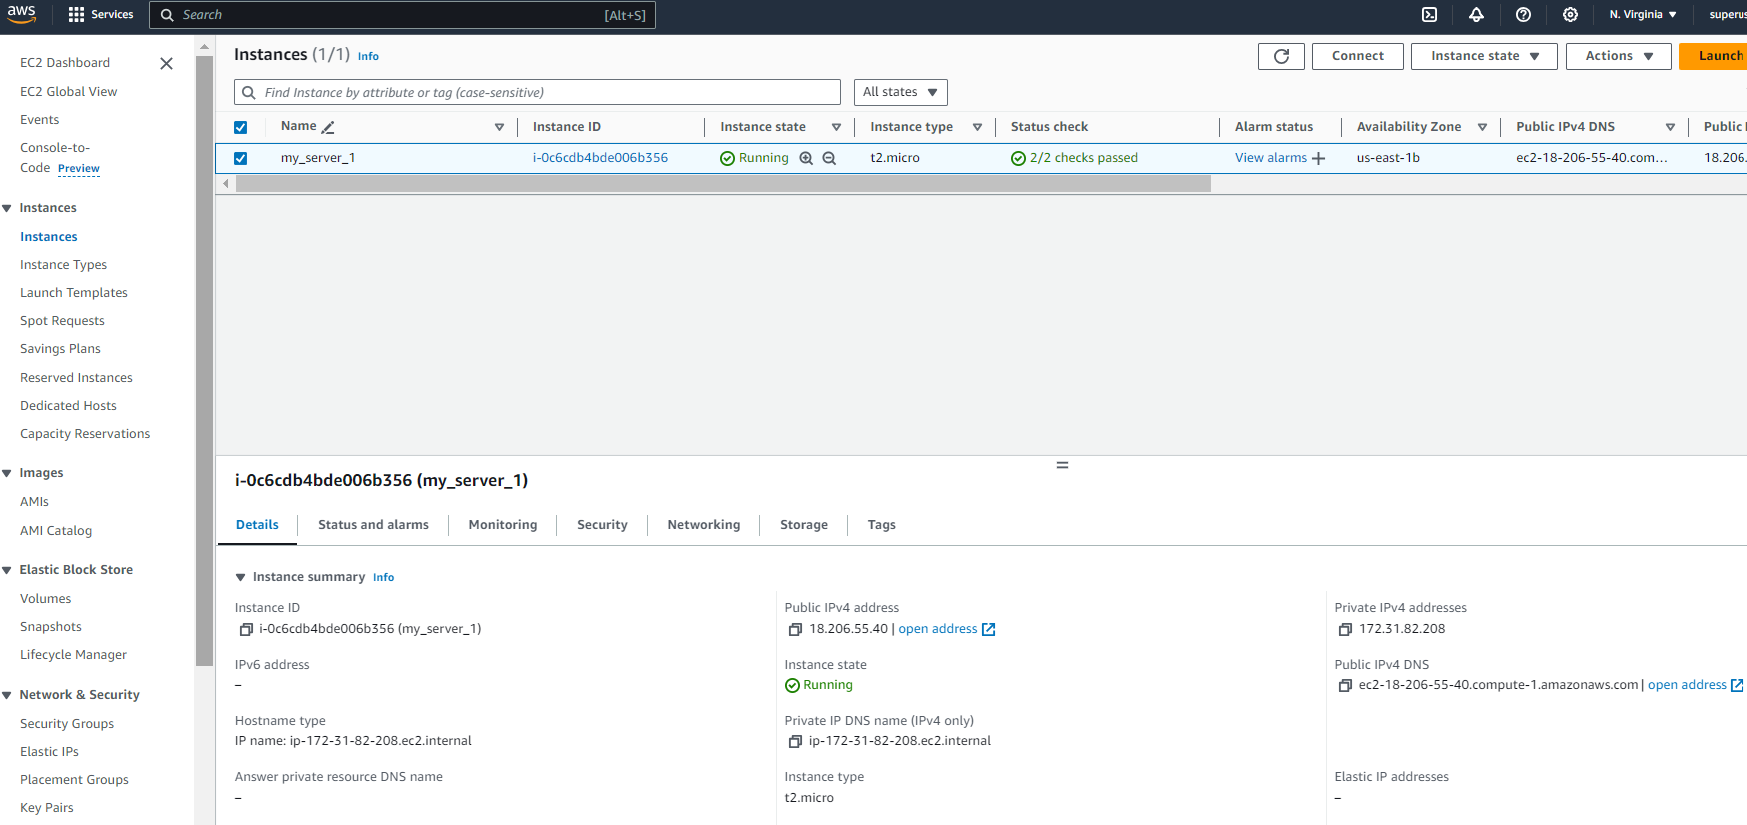 aws
Services
Search
[Alt+S]
N. Virginia
superus
EC2 Dashboard
EC2 Global View
Events
Console-to-
Code Preview
Instances
Instances
Instance Types
Launch Templates
Spot Requests
Savings Plans
Reserved Instances
Dedicated Hosts
Capacity Reservations
Images
AMIs
AMI Catalog
Elastic Block Store
Volumes
Snapshots
Lifecycle Manager
Network & Security
Security Groups
Elastic IPs
Placement Groups
Key Pairs
Instances (1/1) Info
Connect
Instance state
Actions
Launch
Find Instance by attribute or tag (case-sensitive)
All states
Name Instance ID Instance state Instance type Status check Alarm status Availability Zone Public IPv4 DNS Public I
my_server_1 i-0c6cdb4bde006b356 Running t2.micro 2/2 checks passed View alarms us-east-1b ec2-18-206-55-40.com... 18.206.
i-0c6cdb4bde006b356 (my_server_1)
Details Status and alarms Monitoring Security Networking Storage Tags
Instance summary Info
Instance ID
i-0c6cdb4bde006b356 (my_server_1)
Public IPv4 address
18.206.55.40 | open address
Private IPv4 addresses
172.31.82.208
IPv6 address
–
Instance state
Running
Public IPv4 DNS
ec2-18-206-55-40.compute-1.amazonaws.com | open address
Hostname type
IP name: ip-172-31-82-208.ec2.internal
Private IP DNS name (IPv4 only)
ip-172-31-82-208.ec2.internal
Answer private resource DNS name
–
Instance type
t2.micro
Elastic IP addresses
–